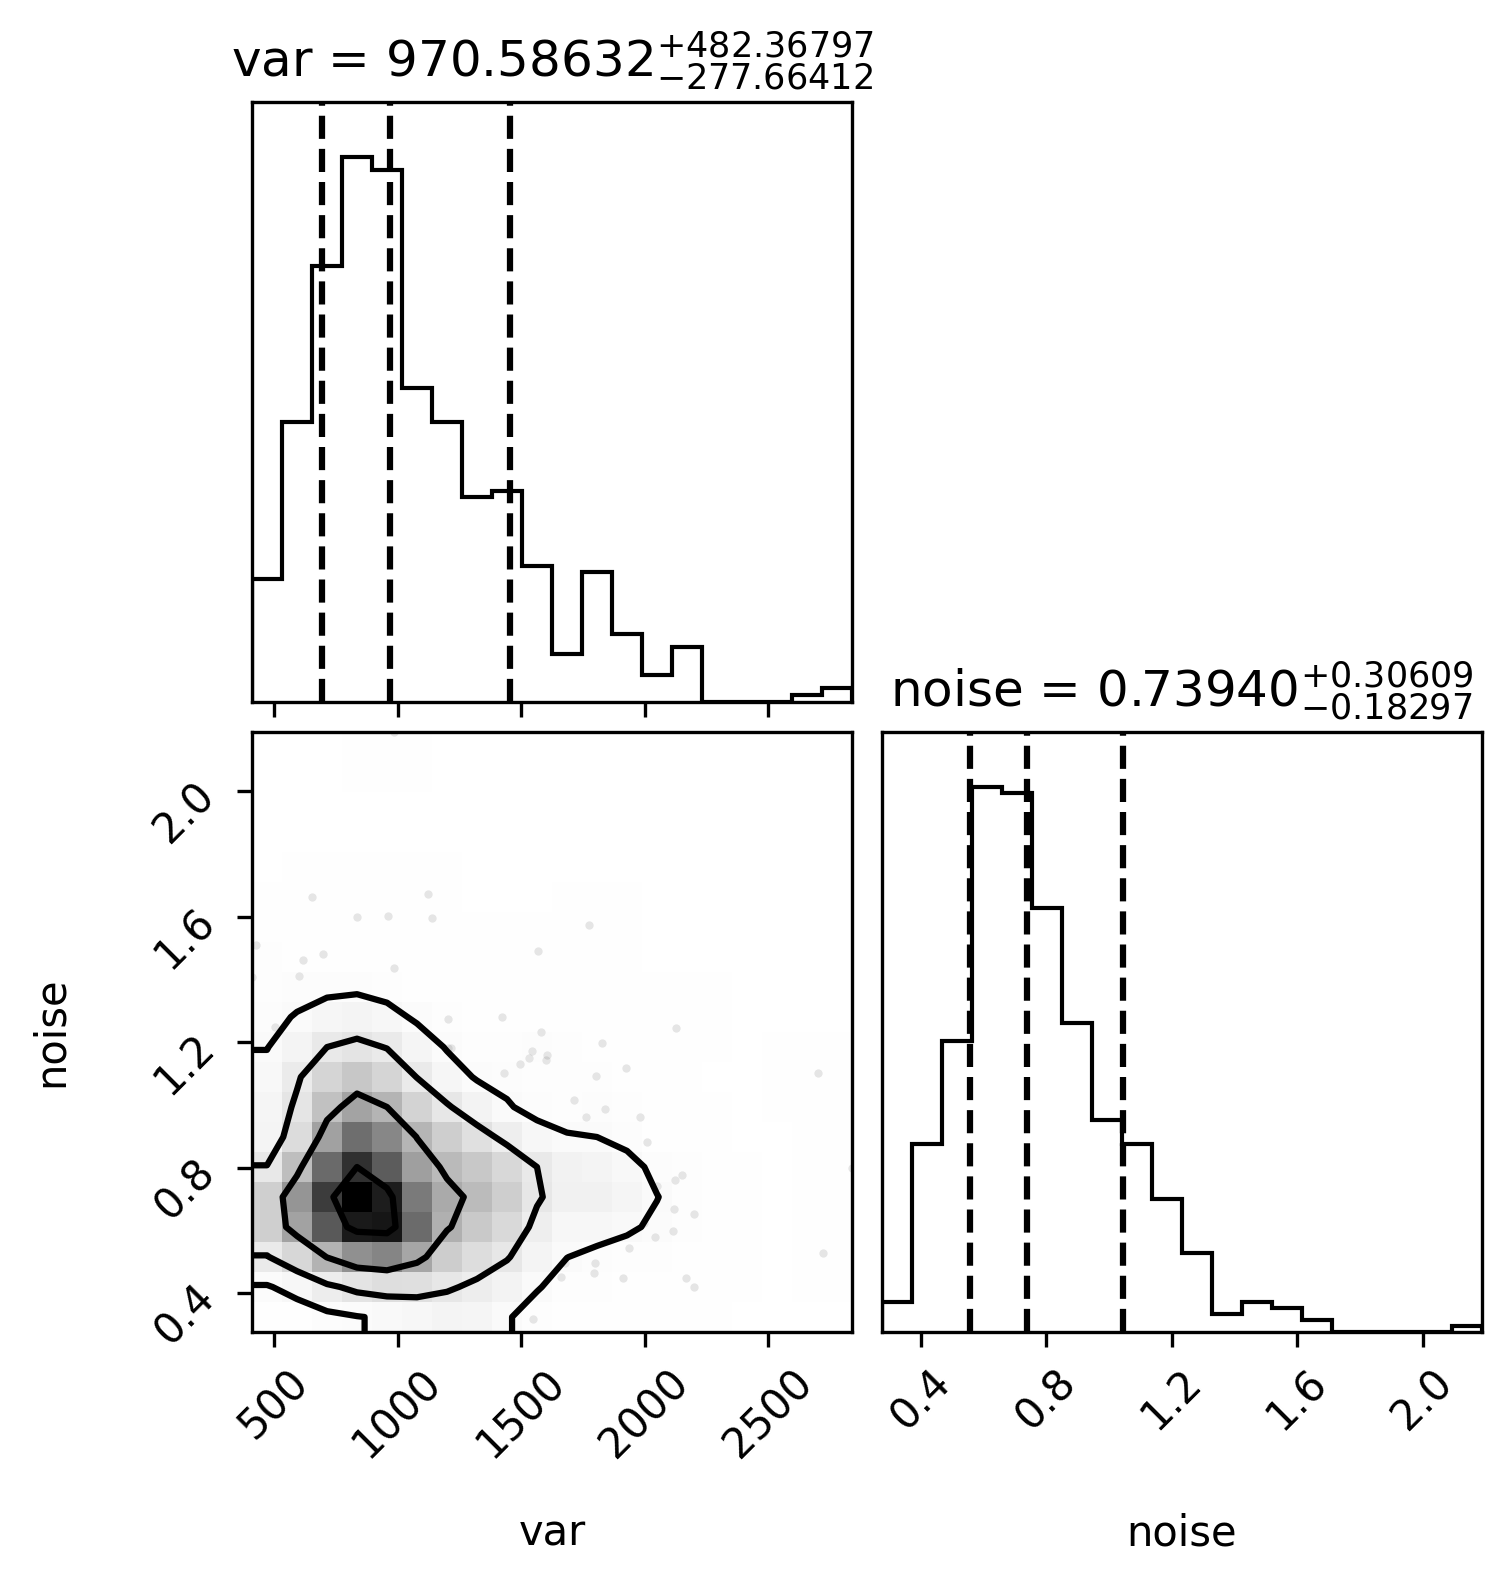 var = 970.58632+482.36797−277.66412
noise = 0.73940+0.30609−0.18297
2.0
1.6
1.2
0.8
0.4
noise
500 1000 1500 2000 2500
0.4 0.8 1.2 1.6 2.0
var
noise